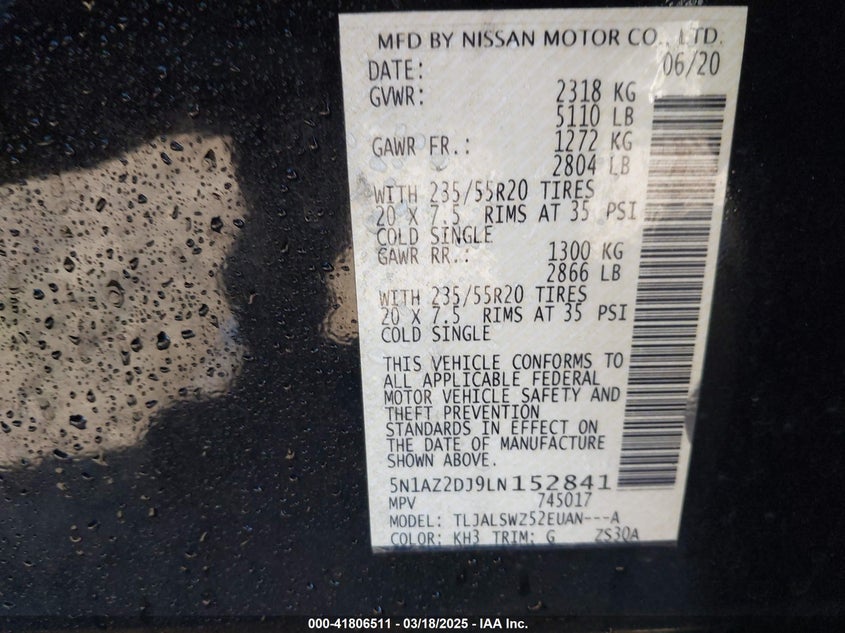 MFD BY NISSAN MOTOR CO., LTD.
DATE: 06/20
GVWR: 2318 KG
5110 LB
GAWR FR.: 1272 KG
2804 LB
WITH 235/55R20 TIRES
20 X 7.5 RIMS AT 35 PSI
COLD SINGLE
GAWR RR.: 1300 KG
2866 LB
WITH 235/55R20 TIRES
20 X 7.5 RIMS AT 35 PSI
COLD SINGLE
THIS VEHICLE CONFORMS TO
ALL APPLICABLE FEDERAL
MOTOR VEHICLE SAFETY AND
THEFT PREVENTION
STANDARDS IN EFFECT ON
THE DATE OF MANUFACTURE
SHOWN ABOVE.
5N1AZ2DJ9LN152841
MPV 745017
MODEL: TLJALSWZ52EUAN---A
COLOR: KH3 TRIM: G ZS30A
000-41806511 — 03/18/2025 — IAA Inc.